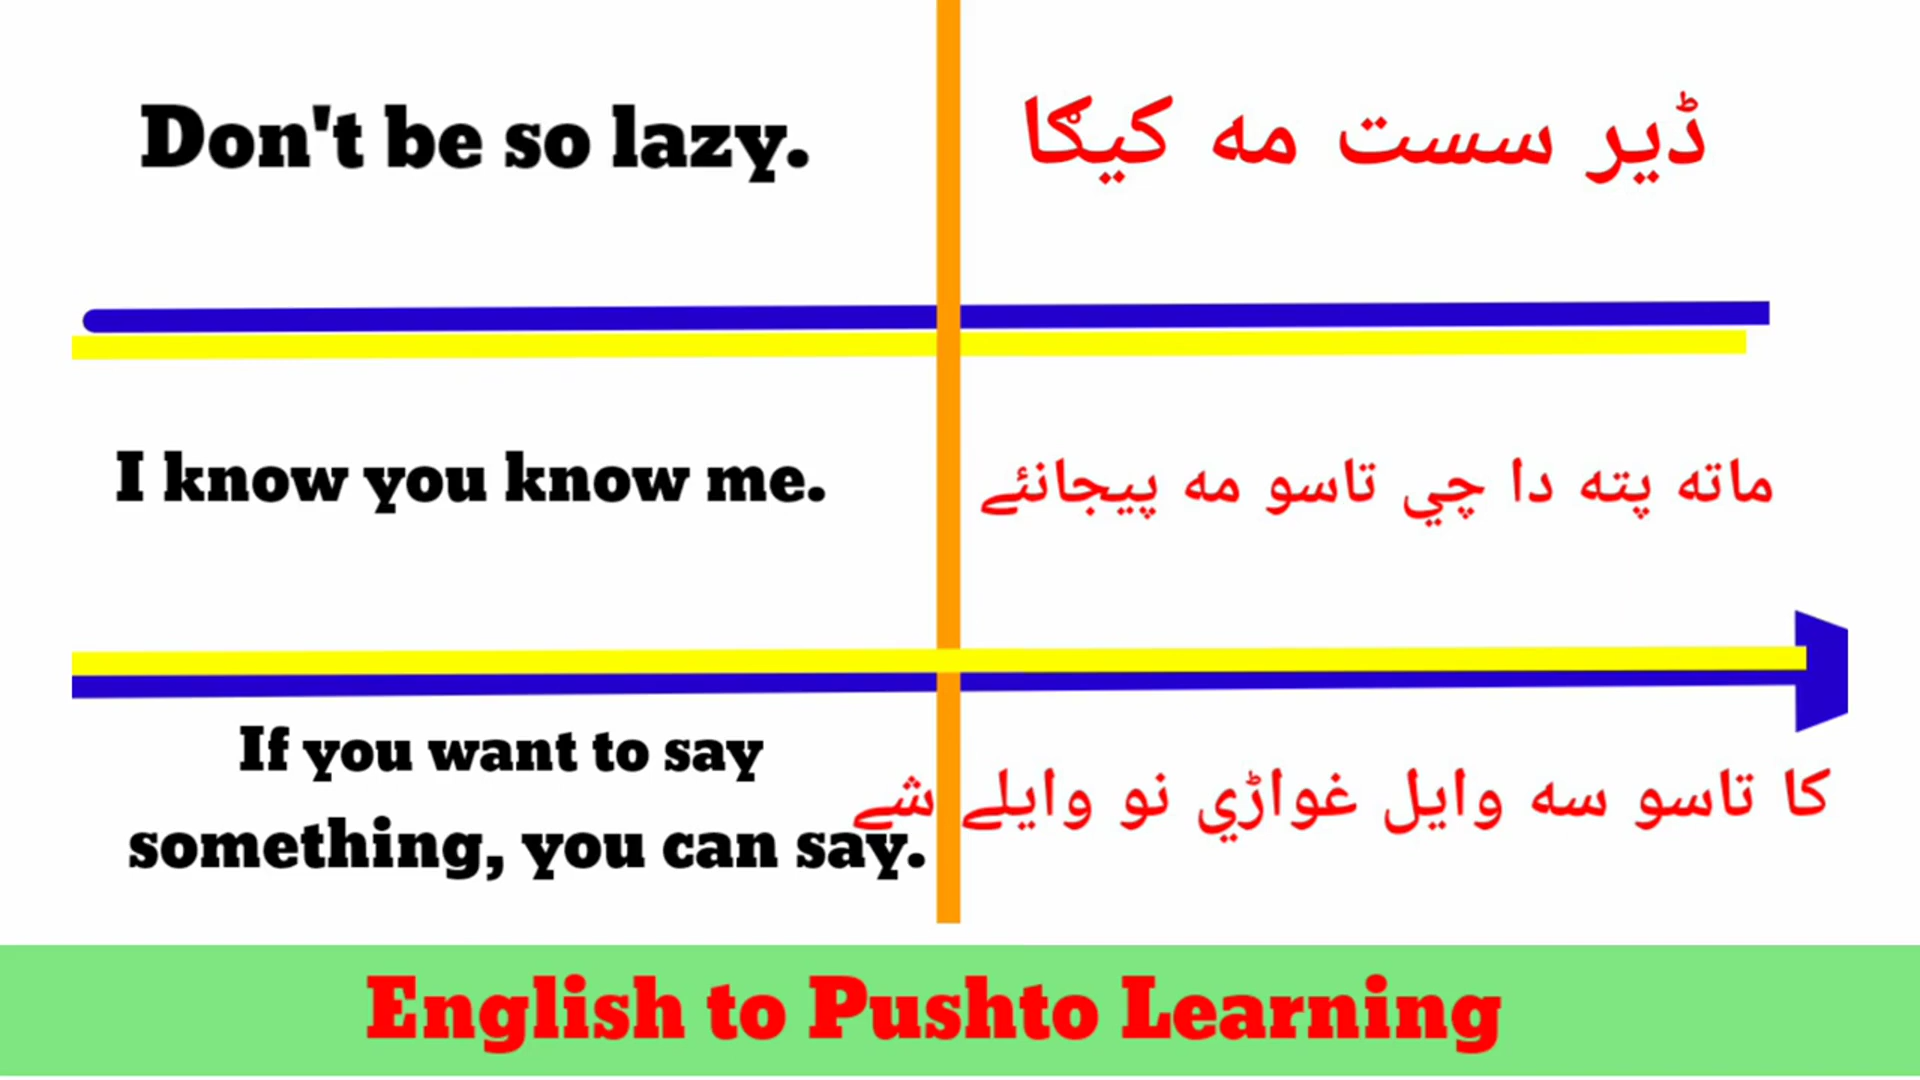 Don't be so lazy.
ډیر سست مه کیګا
I know you know me.
ماته پته دا چي تاسو مه پیجانئے
If you want to say
something, you can say.
کا تاسو سه وایل غواړي نو وایلے شے
English to Pushto Learning